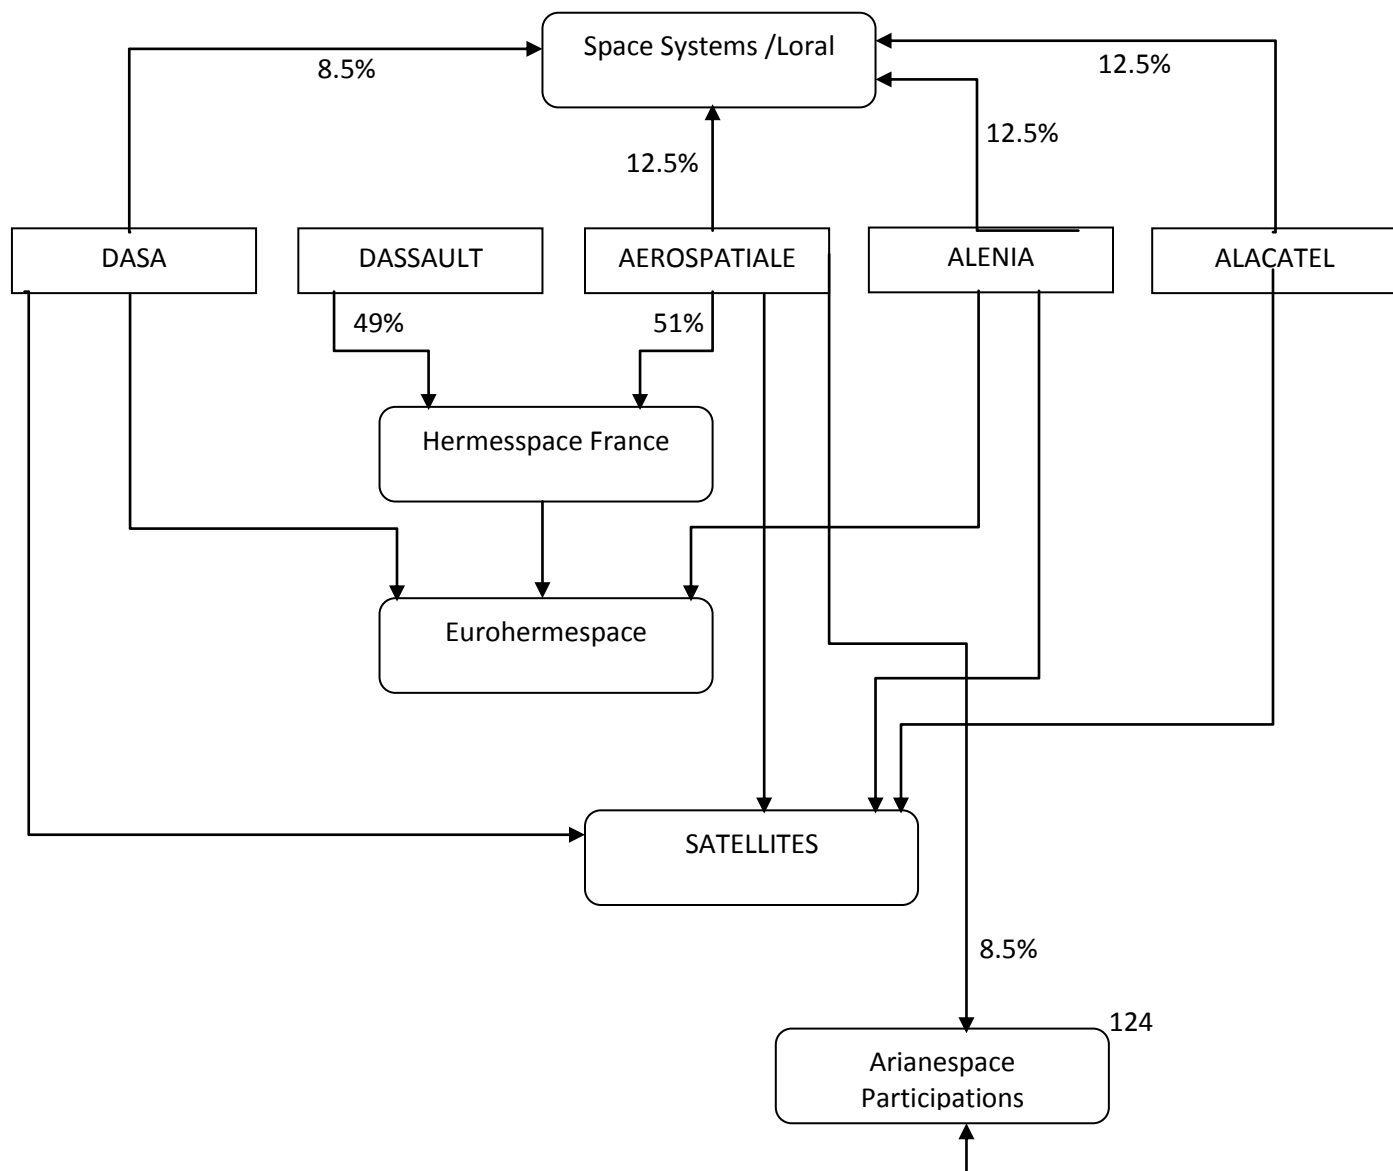 Space Systems /Loral
8.5%
12.5%
12.5%
12.5%
DASA
DASSAULT
AEROSPATIALE
ALENIA
ALACATEL
49%
51%
Hermesspace France
Eurohermespace
SATELLITES
8.5%
124
Arianespace
Participations